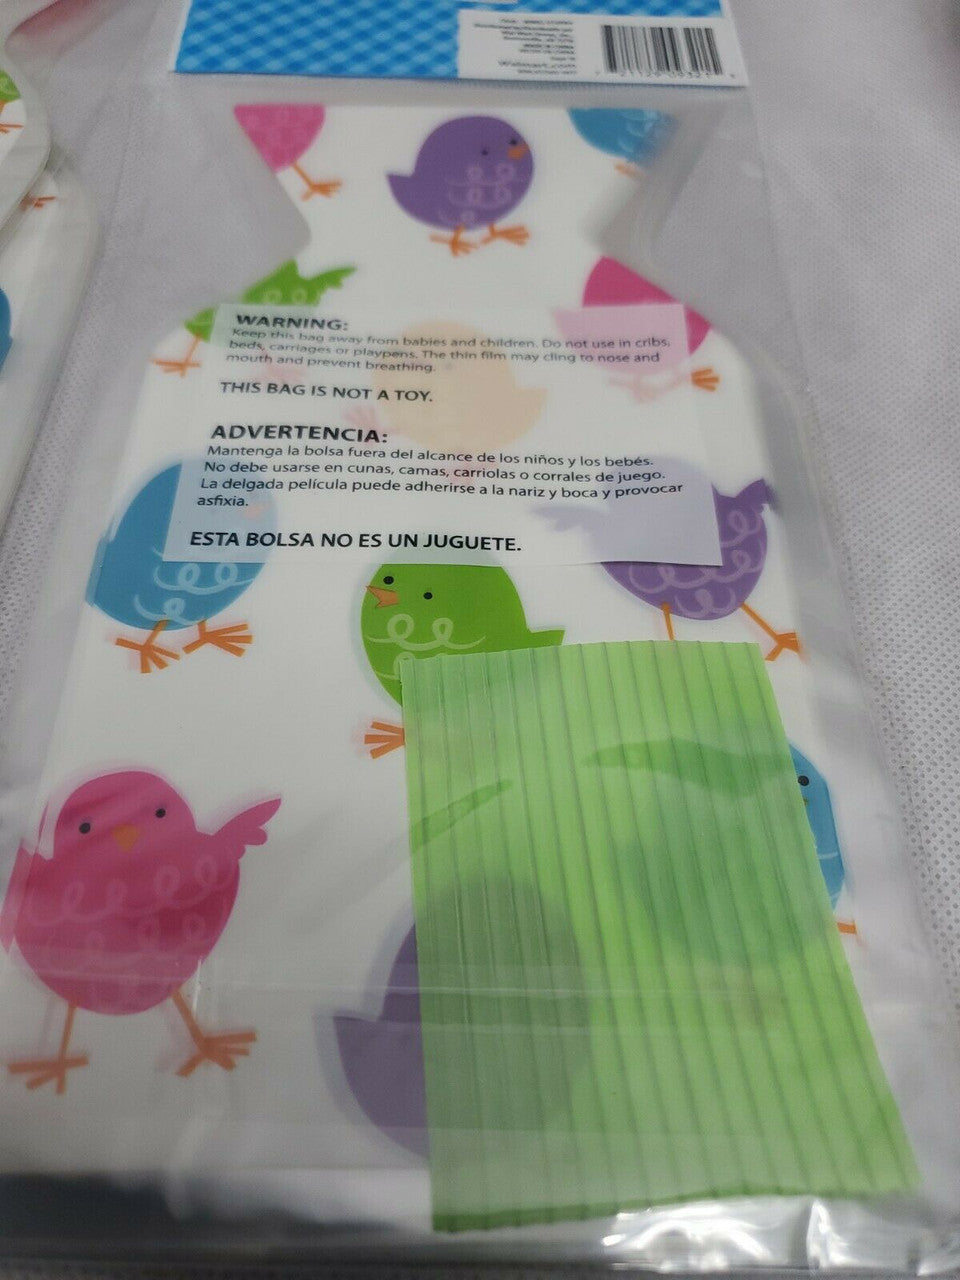 Walmart.com
WARNING:
Keep this bag away from babies and children. Do not use in cribs,
beds, carriages or playpens. The thin film may cling to nose and
mouth and prevent breathing.
THIS BAG IS NOT A TOY.
ADVERTENCIA:
Mantenga la bolsa fuera del alcance de los niños y los bebés.
No debe usarse en cunas, camas, carriolas o corrales de juego.
La delgada película puede adherirse a la nariz y boca y provocar
asfixia.
ESTA BOLSA NO ES UN JUGUETE.